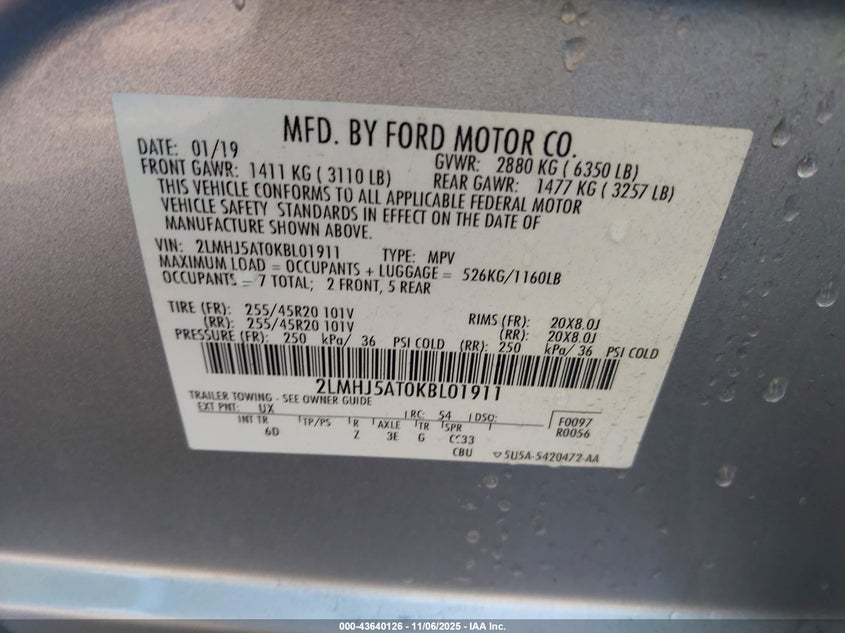 MFD. BY FORD MOTOR CO.
DATE: 01/19 GVWR: 2880 KG ( 6350 LB)
FRONT GAWR: 1411 KG ( 3110 LB) REAR GAWR: 1477 KG ( 3257 LB)
THIS VEHICLE CONFORMS TO ALL APPLICABLE FEDERAL MOTOR
VEHICLE SAFETY STANDARDS IN EFFECT ON THE DATE OF
MANUFACTURE SHOWN ABOVE.
VIN: 2LMHJ5AT0KBL01911 TYPE: MPV
MAXIMUM LOAD = OCCUPANTS + LUGGAGE = 526KG/1160LB
OCCUPANTS = 7 TOTAL; 2 FRONT, 5 REAR
TIRE (FR): 255/45R20 101V RIMS (FR): 20X8.0J
(RR): 255/45R20 101V (RR): 20X8.0J
PRESSURE (FR): 250 kPa/ 36 PSI COLD (RR): 250 kPa/ 36 PSI COLD
2LMHJ5AT0KBL01911
TRAILER TOWING - SEE OWNER GUIDE
EXT PNT: UX RC: 54 DSO: F0097
INT TR TP/PS R AXLE TR SPR R0056
6D Z 3E G CC33
CBU 5U5A-5420472-AA
000-43640126 - 11/06/2025 - IAA Inc.